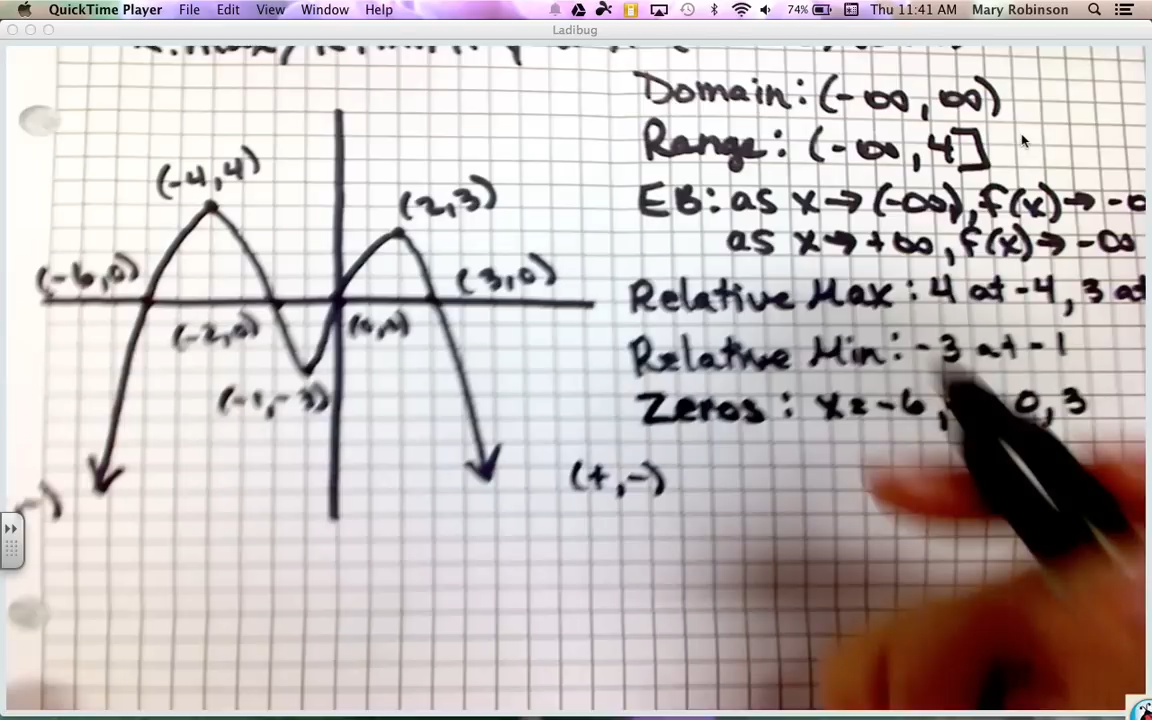 QuickTime Player File Edit View Window Help 74% Thu 11:41 AM Mary Robinson
Ladibug
Domain: (-∞, ∞)
Range: (-∞, 4]
EB: as x→(-∞), f(x)→ -∞
as x→+∞, f(x)→ -∞
Relative Max: 4 at -4, 3 at
Relative Min: -3 at -1
Zeros: x=-6, 0, 3
(-4,4)
(2,3)
(-6,0)
(3,0)
(-2,0)
(0,0)
(-1,-3)
(+,-)
-)